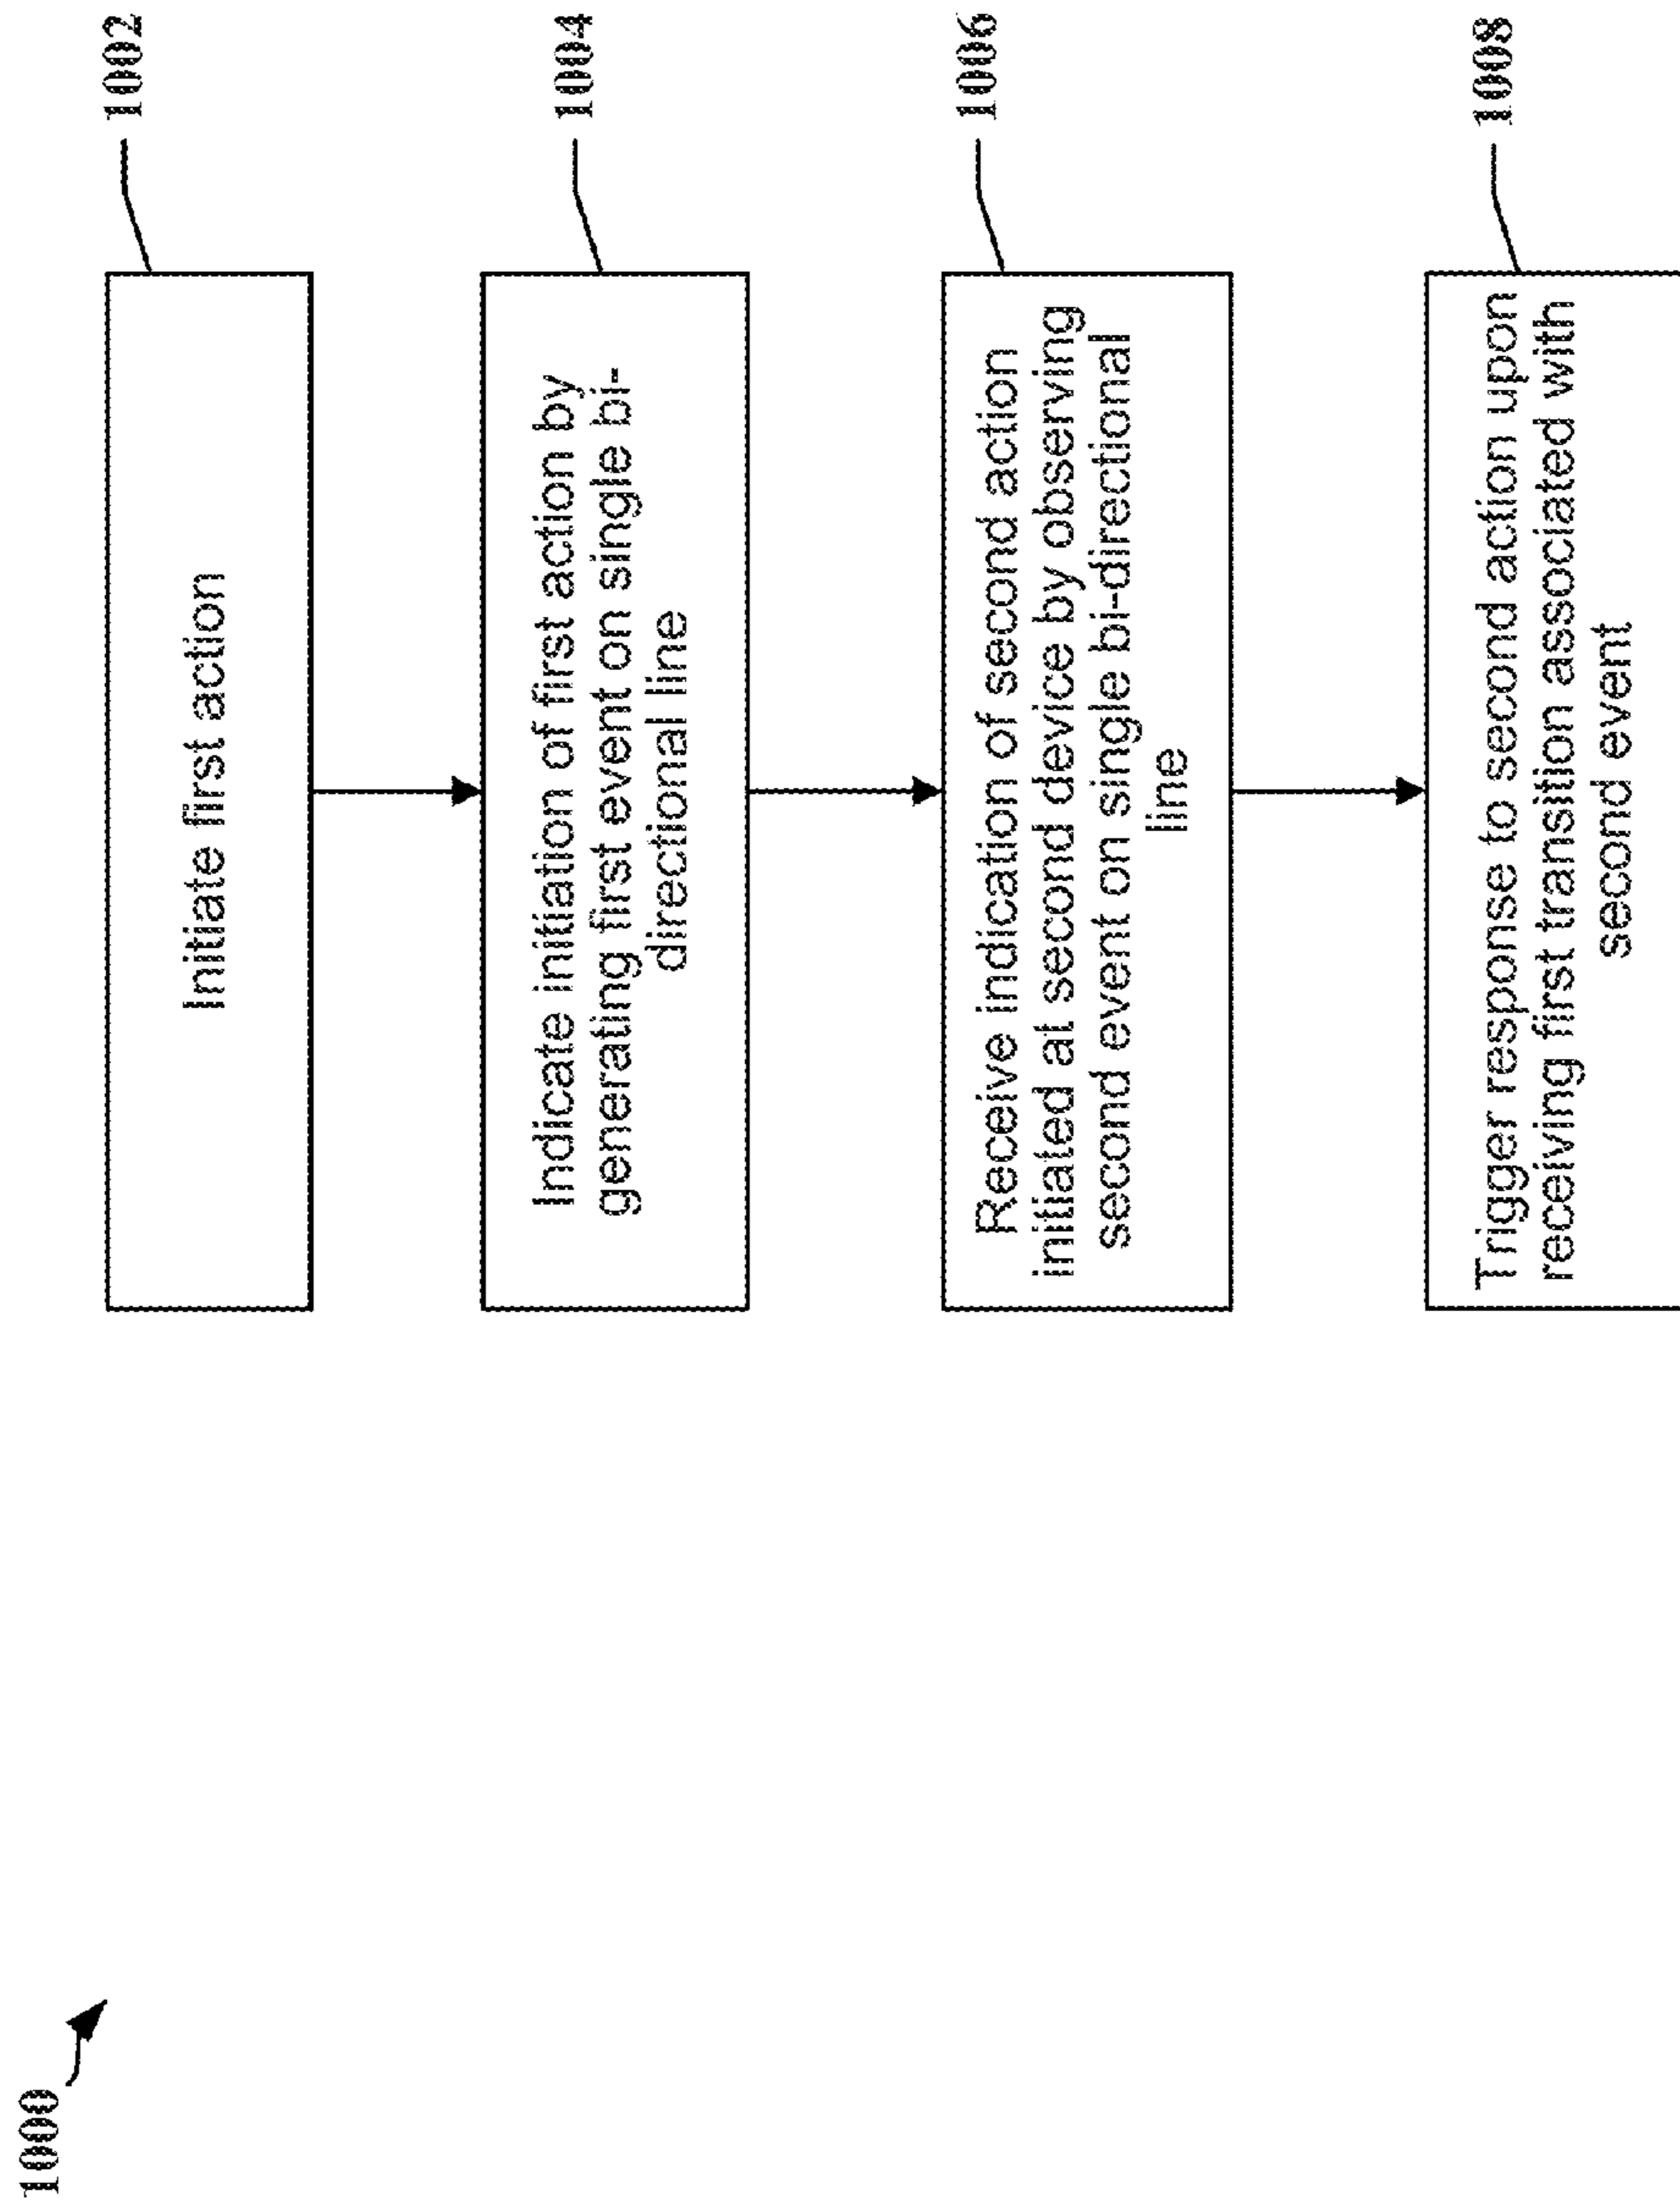 1000
1002
Initiate first action
1004
Indicate initiation of first action by
generating first event on single bi-
directional line
1006
Receive indication of second action
initiated at second device by observing
second event on single bi-directional
line
1008
Trigger response to second action upon
receiving first transition associated with
second event